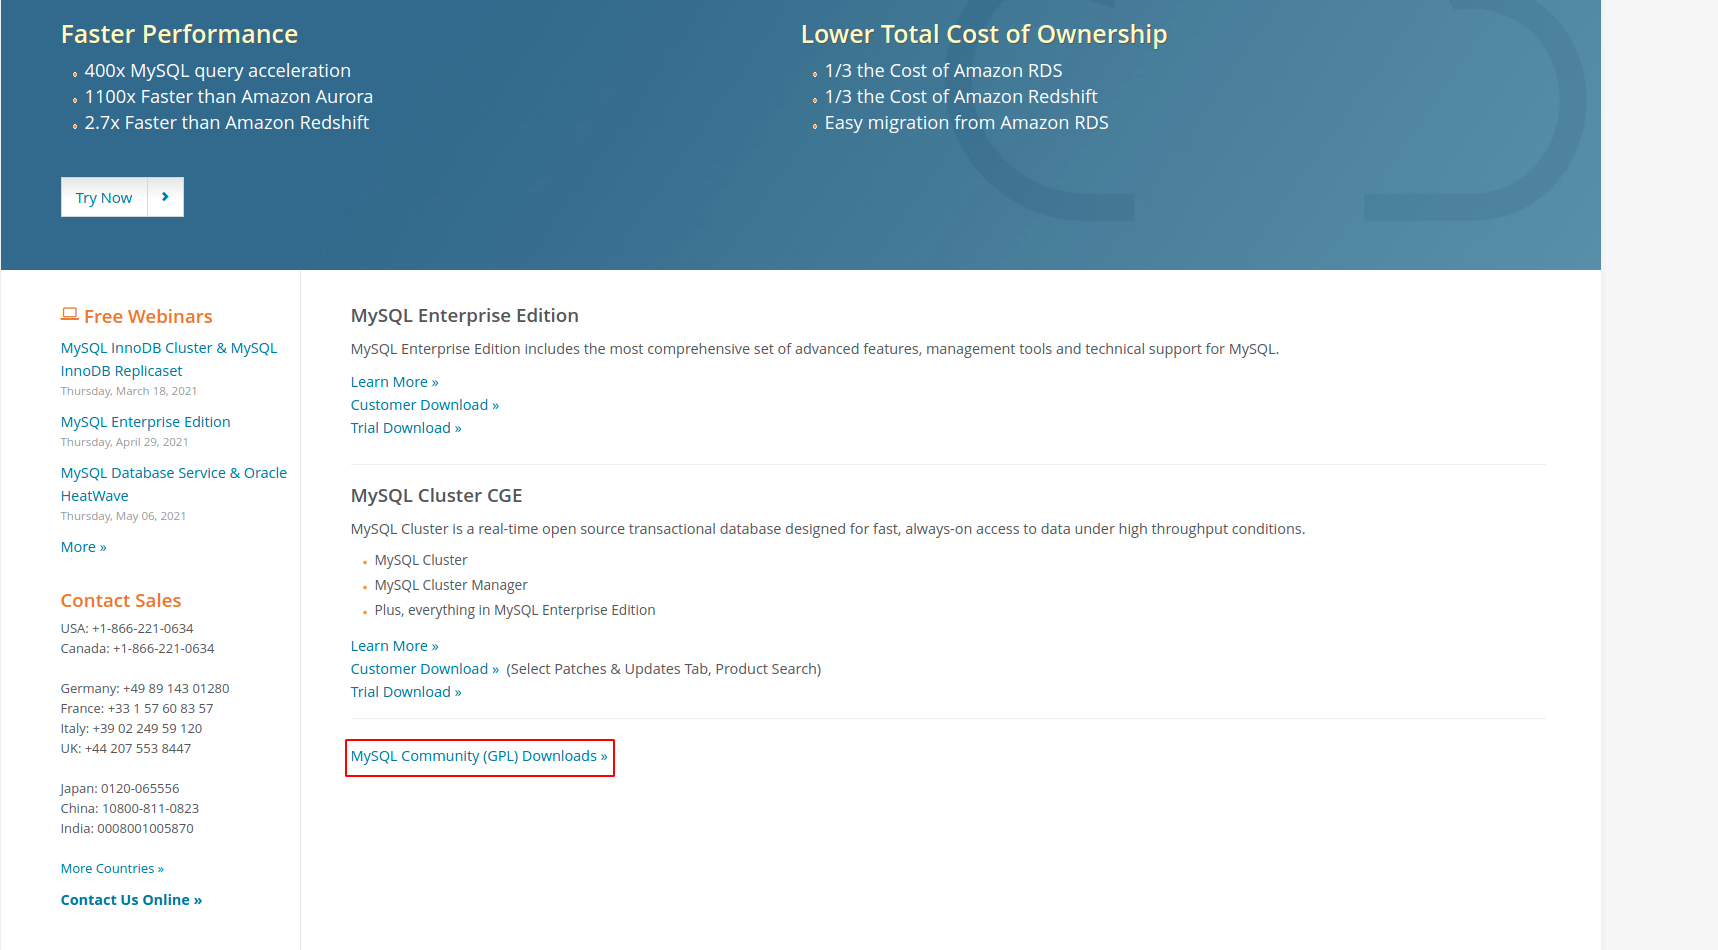 Faster Performance
400x MySQL query acceleration
1100x Faster than Amazon Aurora
2.7x Faster than Amazon Redshift
Lower Total Cost of Ownership
1/3 the Cost of Amazon RDS
1/3 the Cost of Amazon Redshift
Easy migration from Amazon RDS
Try Now
Free Webinars
MySQL InnoDB Cluster & MySQL
InnoDB Replicaset
Thursday, March 18, 2021
MySQL Enterprise Edition
Thursday, April 29, 2021
MySQL Database Service & Oracle
HeatWave
Thursday, May 06, 2021
More »
Contact Sales
USA: +1-866-221-0634
Canada: +1-866-221-0634
Germany: +49 89 143 01280
France: +33 1 57 60 83 57
Italy: +39 02 249 59 120
UK: +44 207 553 8447
Japan: 0120-065556
China: 10800-811-0823
India: 0008001005870
More Countries »
Contact Us Online »
MySQL Enterprise Edition
MySQL Enterprise Edition includes the most comprehensive set of advanced features, management tools and technical support for MySQL.
Learn More »
Customer Download »
Trial Download »
MySQL Cluster CGE
MySQL Cluster is a real-time open source transactional database designed for fast, always-on access to data under high throughput conditions.
MySQL Cluster
MySQL Cluster Manager
Plus, everything in MySQL Enterprise Edition
Learn More »
Customer Download » (Select Patches & Updates Tab, Product Search)
Trial Download »
MySQL Community (GPL) Downloads »